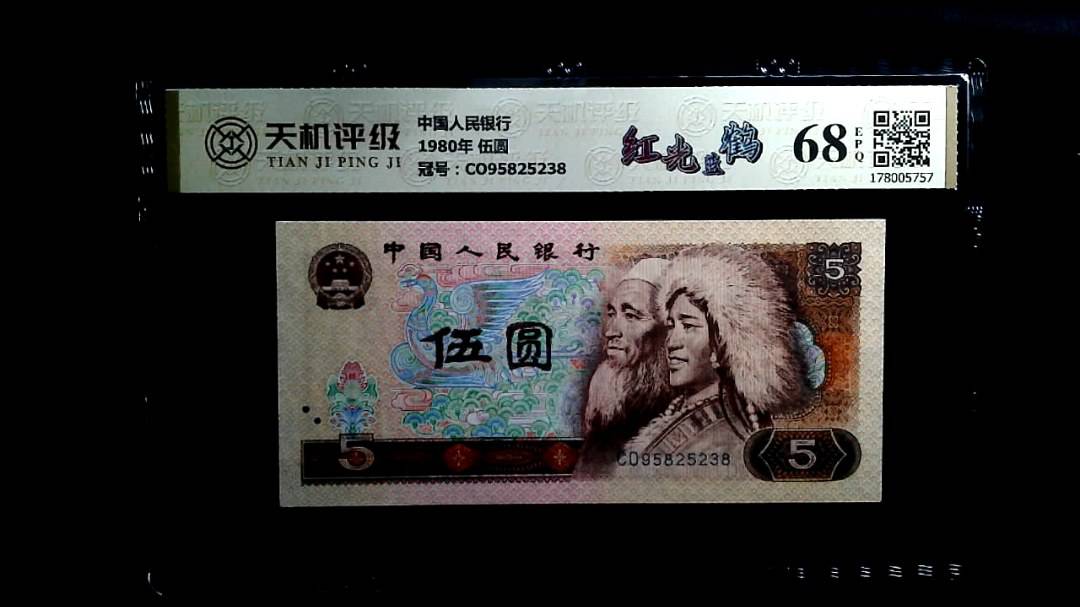 天机评级
TIAN JI PING JI
中国人民银行
1980年 伍圆
冠号：CO95825238
红光蓝鹤
68
EPQ
178005757
中国人民银行
5
伍圆
5
CO95825238
5